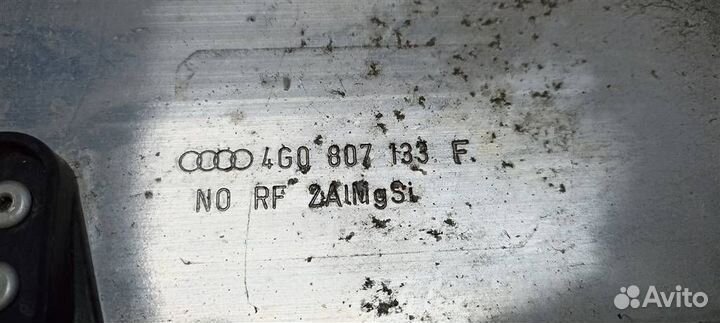 4G0 807 133 F
NO RF 2AlMgSi
Avito